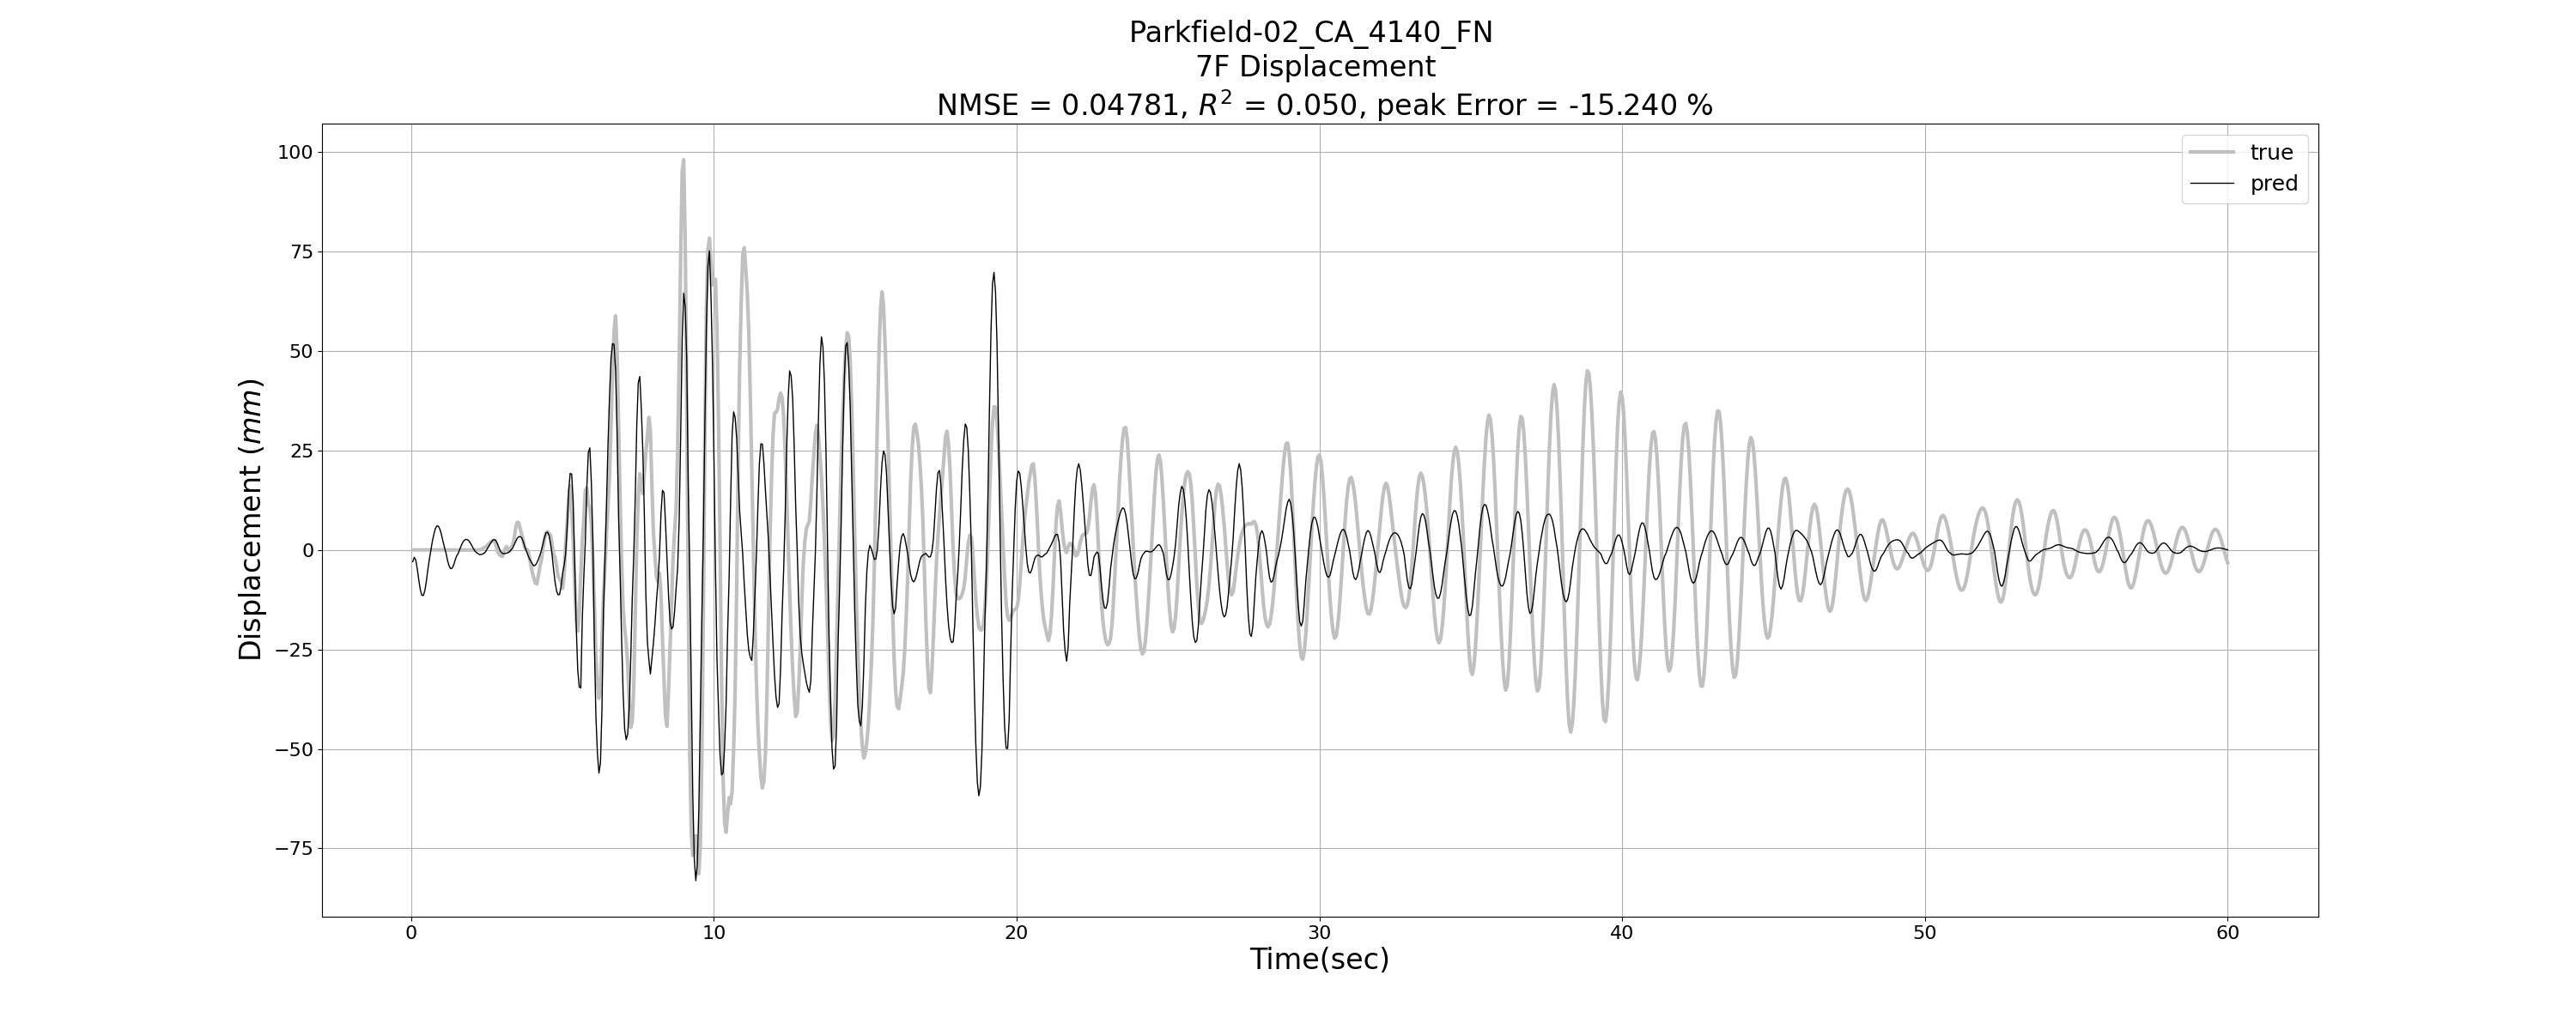 Parkfield-02_CA_4140_FN
7F Displacement
NMSE = 0.04781, R² = 0.050, peak Error = -15.240 %
true
pred
Displacement (mm)
100
75
50
25
0
−25
−50
−75
0 10 20 30 40 50 60
Time(sec)